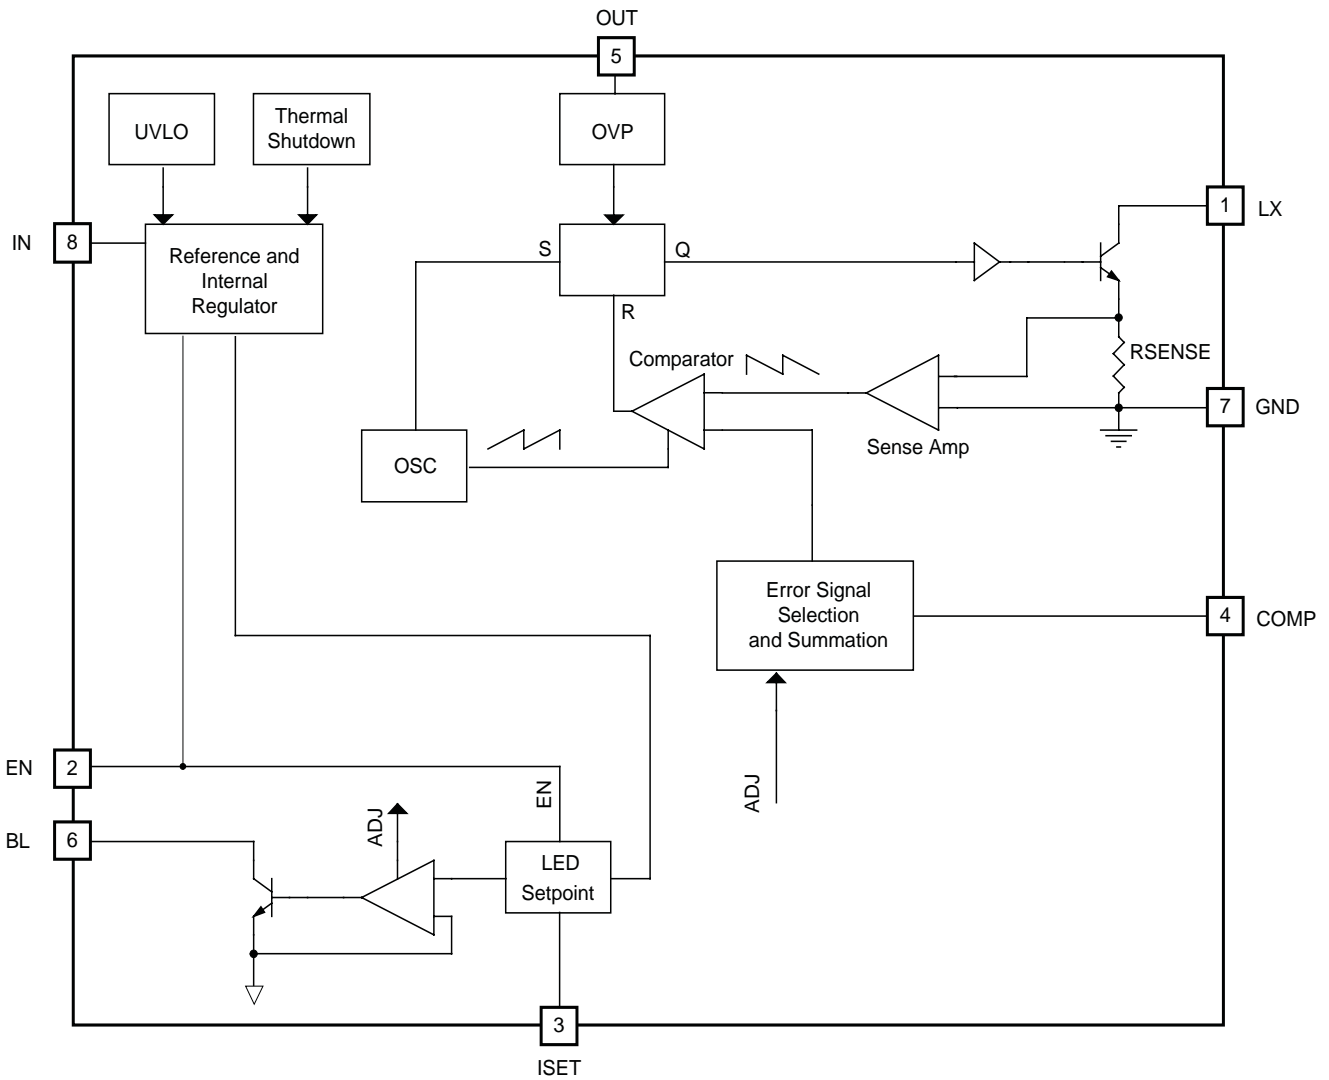 OUT
5
UVLO
Thermal
Shutdown
OVP
IN
8
Reference and
Internal
Regulator
S
Q
R
1
LX
Comparator
RSENSE
7
GND
Sense Amp
OSC
Error Signal
Selection
and Summation
4
COMP
EN
2
EN
ADJ
ADJ
BL
6
LED
Setpoint
3
ISET